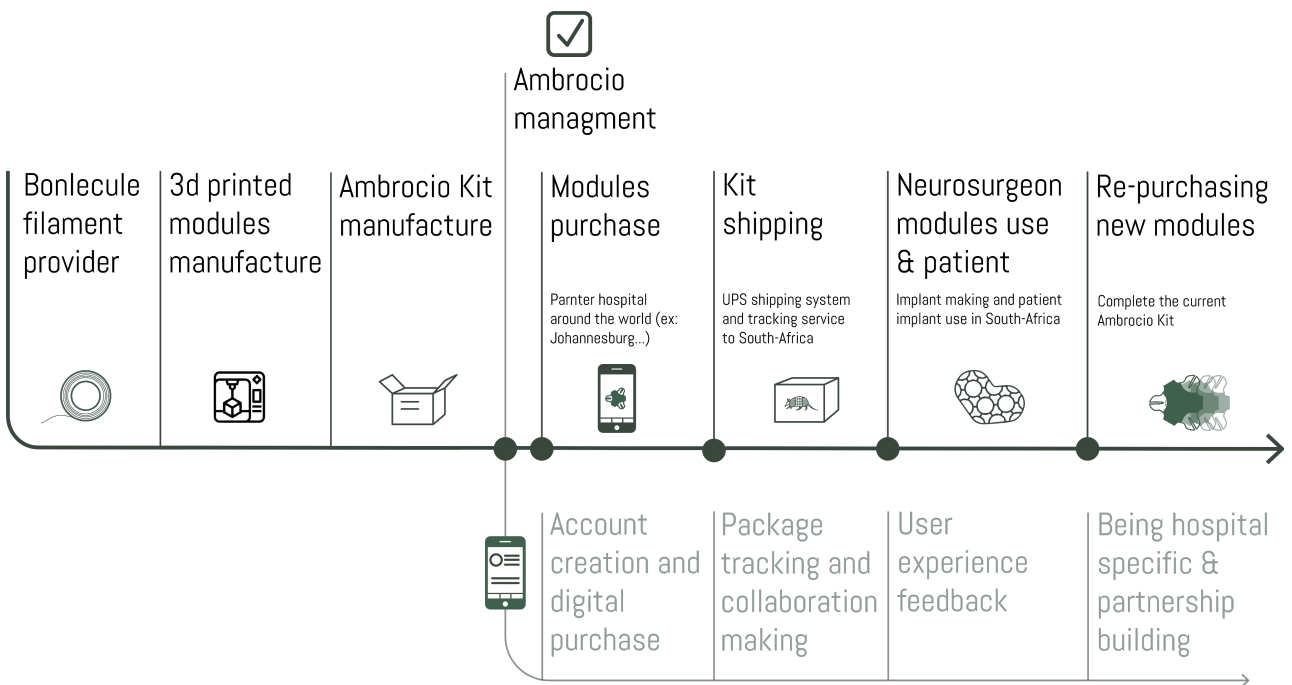 Ambrocio
managment
Bonlecule
filament
provider
3d printed
modules
manufacture
Ambrocio Kit
manufacture
Modules
purchase
Parnter hospital
around the world (ex:
Johannesburg...)
Kit
shipping
UPS shipping system
and tracking service
to South-Africa
Neurosurgeon
modules use
& patient
Implant making and patient
implant use in South-Africa
Re-purchasing
new modules
Complete the current
Ambrocio Kit
Account
creation and
digital
purchase
Package
tracking and
collaboration
making
User
experience
feedback
Being hospital
specific &
partnership
building